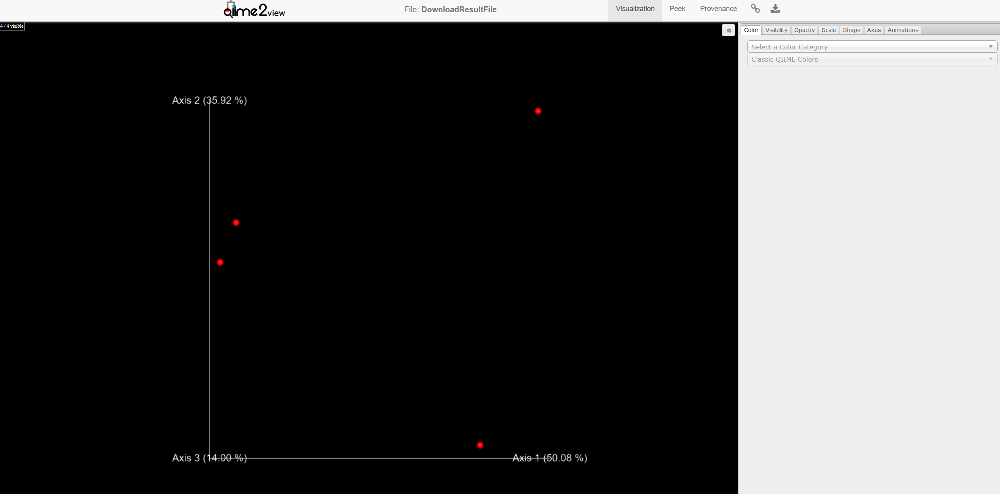 qiime2view
File: DownloadResultFile
Visualization
Peek
Provenance
4 / 4 visible
Color
Visibility
Opacity
Scale
Shape
Axes
Animations
Select a Color Category
Classic QIIME Colors
Axis 2 (35.92 %)
Axis 3 (14.00 %)
Axis 1 (50.08 %)